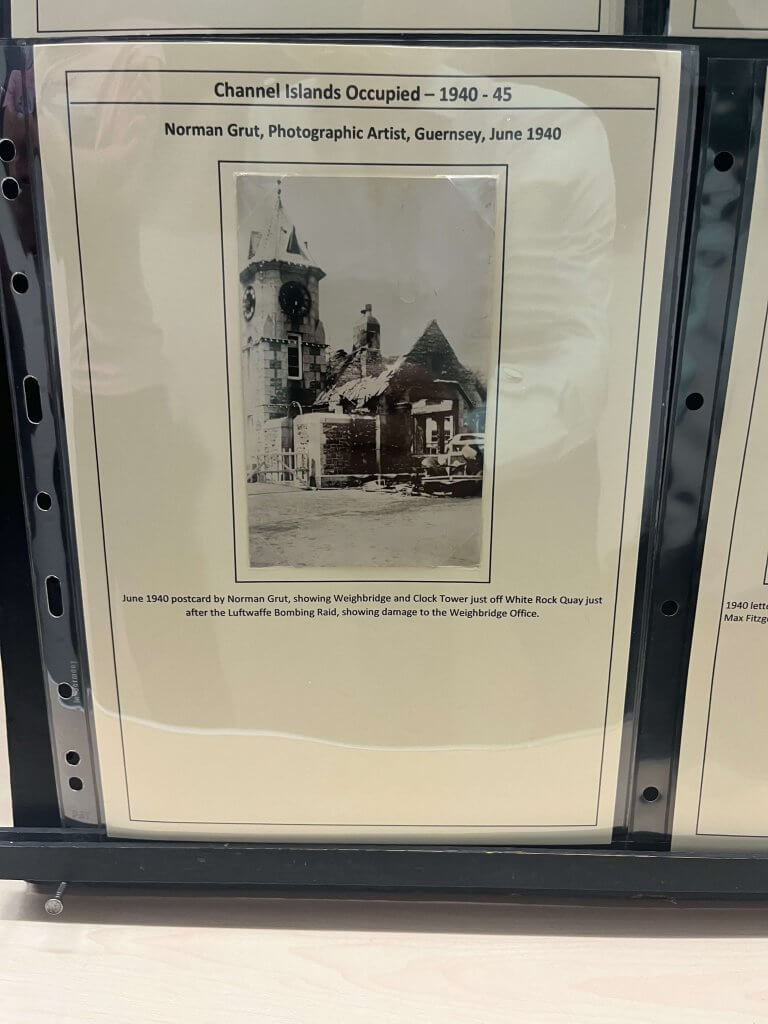 Channel Islands Occupied – 1940 - 45
Norman Grut, Photographic Artist, Guernsey, June 1940
June 1940 postcard by Norman Grut, showing Weighbridge and Clock Tower just off White Rock Quay just
after the Luftwaffe Bombing Raid, showing damage to the Weighbridge Office.
1940 lett
Max Fitzg